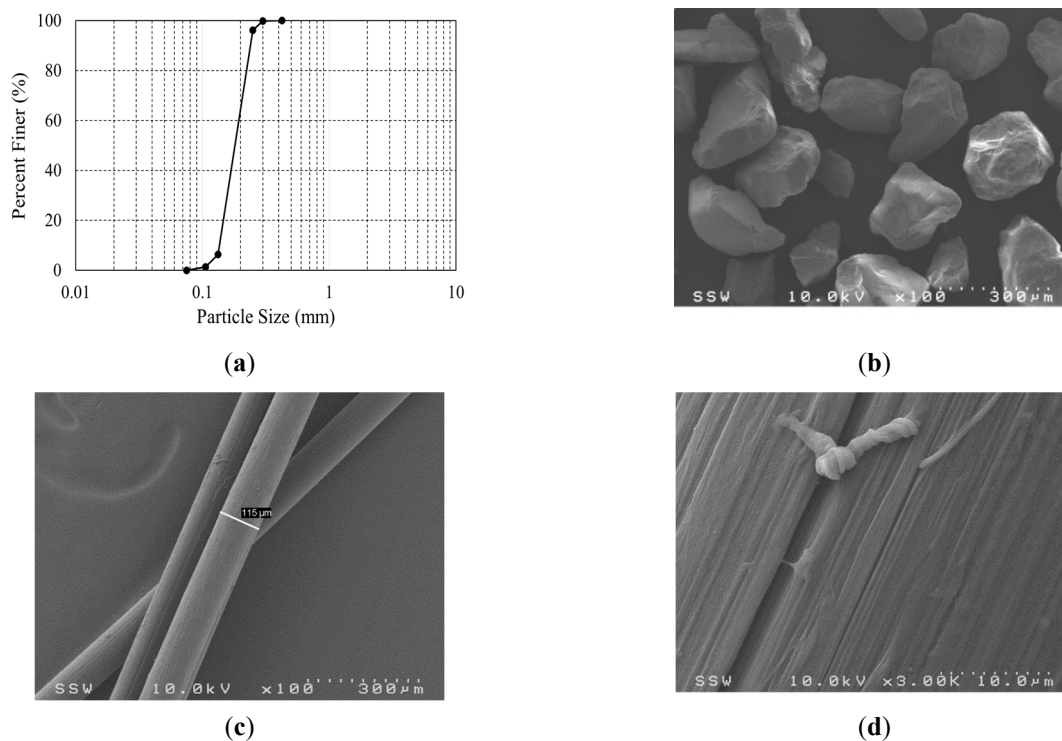 Percent Finer (%)
100
80
60
40
20
0
0.01 0.1 1 10
Particle Size (mm)
(a)
SSW 10.0kV x100 300µm
(b)
115 µm
SSW 10.0kV x100 300µm
(c)
SSW 10.0kV x3.00K 10.0µm
(d)